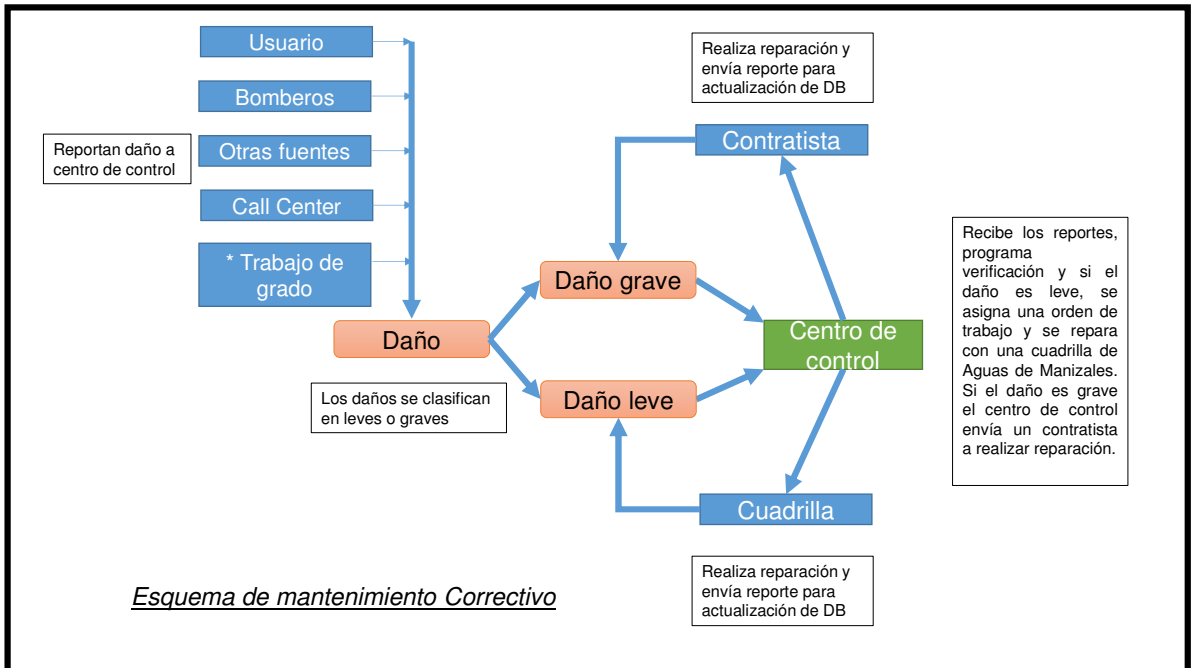 Usuario
Bomberos
Otras fuentes
Call Center
* Trabajo de
grado
Reportan daño a
centro de control
Daño
Los daños se clasifican
en leves o graves
Daño grave
Daño leve
Realiza reparación y
envía reporte para
actualización de DB
Contratista
Centro de
control
Recibe los reportes,
programa
verificación y si el
daño es leve, se
asigna una orden de
trabajo y se repara
con una cuadrilla de
Aguas de Manizales.
Si el daño es grave
el centro de control
envía un contratista
a realizar reparación.
Cuadrilla
Realiza reparación y
envía reporte para
actualización de DB
Esquema de mantenimiento Correctivo